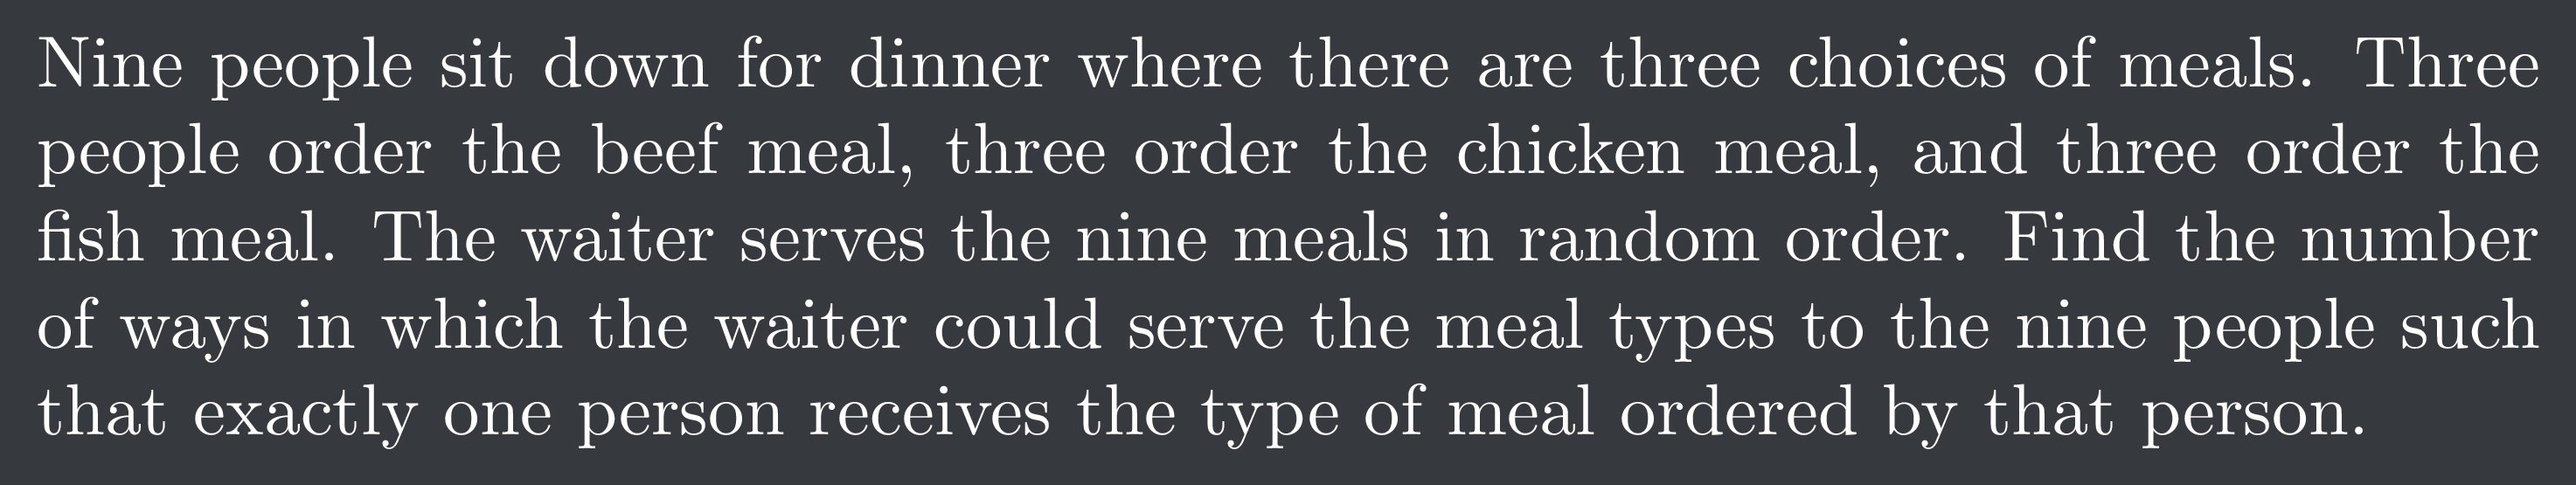 Nine people sit down for dinner where there are three choices of meals. Three
people order the beef meal, three order the chicken meal, and three order the
fish meal. The waiter serves the nine meals in random order. Find the number
of ways in which the waiter could serve the meal types to the nine people such
that exactly one person receives the type of meal ordered by that person.